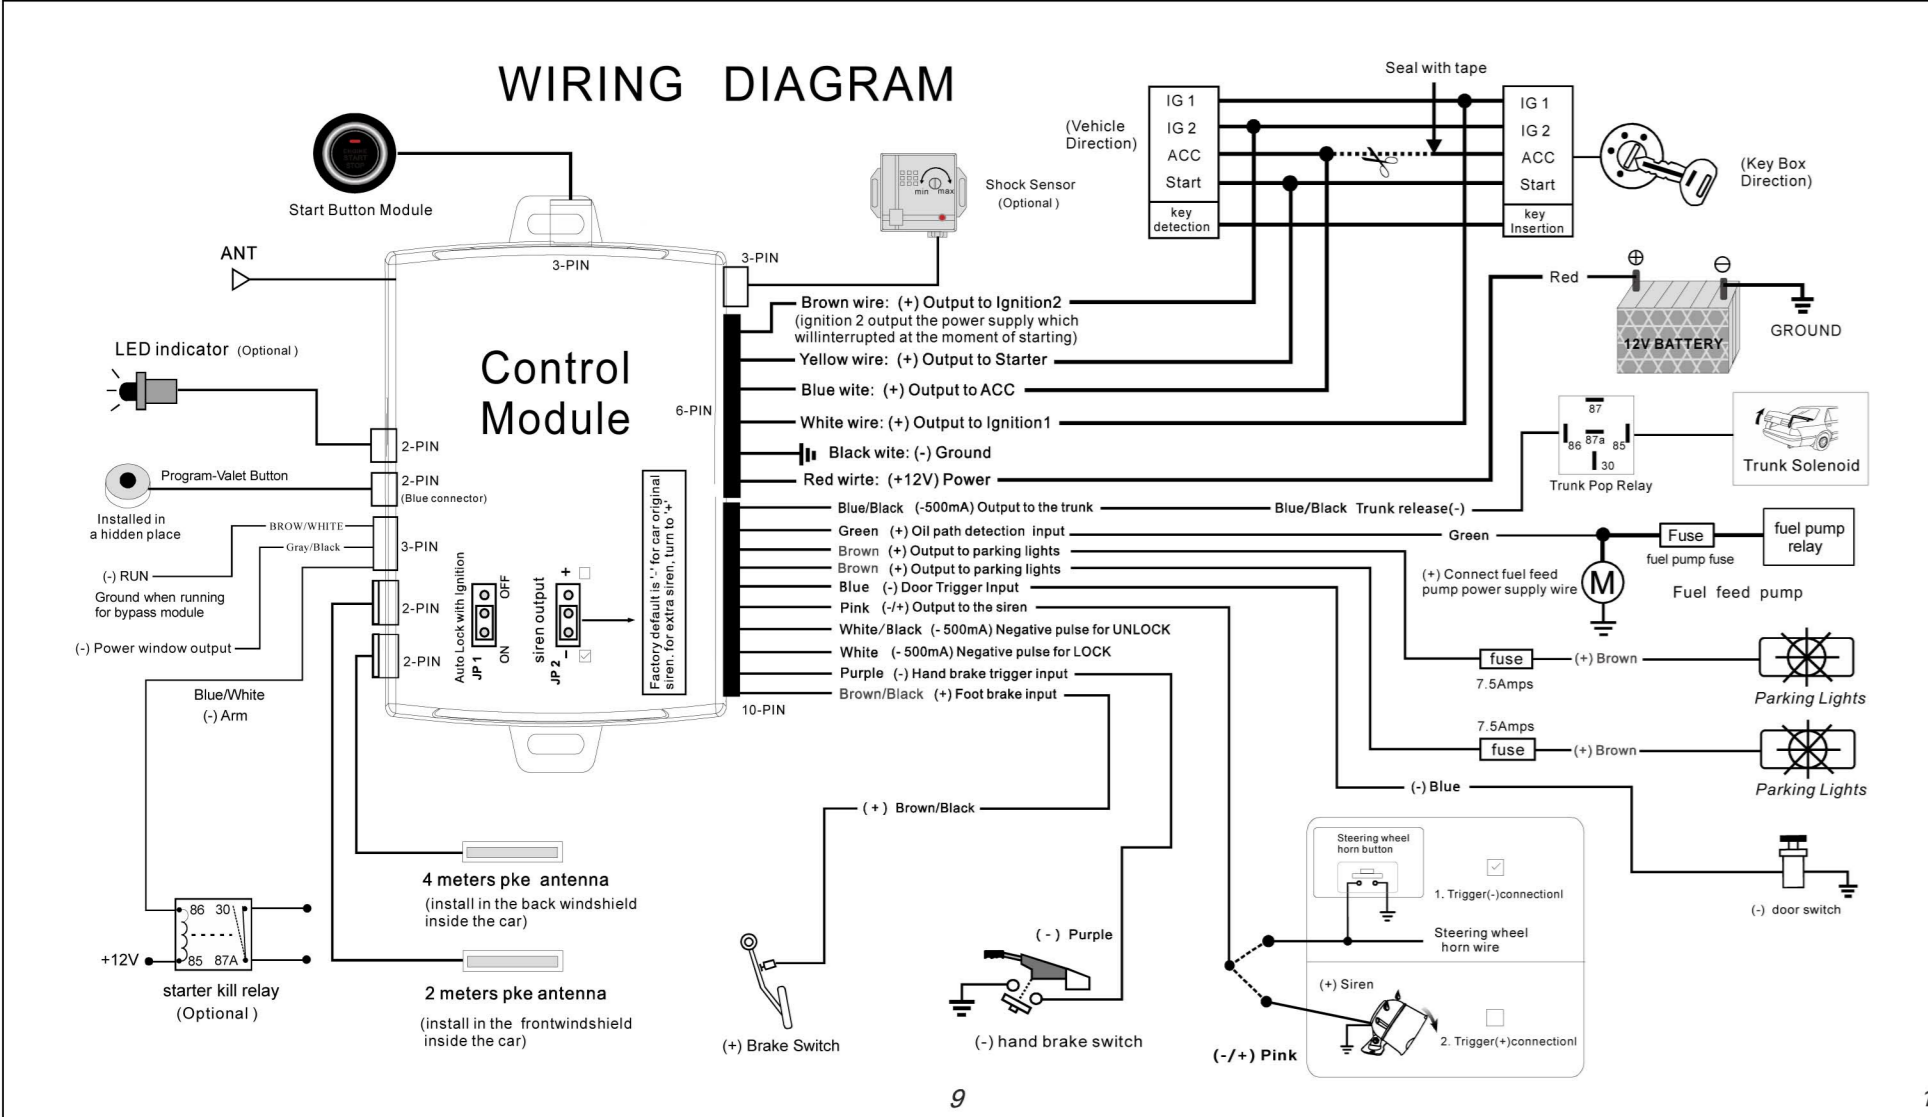 WIRING DIAGRAM
Seal with tape
(Vehicle
Direction)
IG 1
IG 2
ACC
Start
key
detection
IG 1
IG 2
ACC
Start
key
Insertion
(Key Box
Direction)
Start Button Module
min
max
Shock Sensor
(Optional)
ANT
3-PIN
3-PIN
Red
⊕
⊖
12V BATTERY
GROUND
LED indicator (Optional)
Control
Module
6-PIN
Brown wire: (+) Output to Ignition2
(ignition 2 output the power supply which
willinterrupted at the moment of starting)
Yellow wire: (+) Output to Starter
Blue wite: (+) Output to ACC
White wire: (+) Output to Ignition1
Black wite: (-) Ground
Red wirte: (+12V) Power
87
86
87a
85
30
Trunk Pop Relay
Trunk Solenoid
2-PIN
Program-Valet Button
2-PIN
(Blue connector)
Installed in
a hidden place
BROW/WHITE
Gray/Black
3-PIN
(-) RUN
Ground when running
for bypass module
2-PIN
(-) Power window output
2-PIN
Blue/White
(-) Arm
Auto Lock with Ignition
JP 1
ON
OFF
siren output
JP 2
+
-
Factory default is '-' for car original
siren. for extra siren, turn to '+'
Blue/Black (-500mA) Output to the trunk
Blue/Black Trunk release(-)
Green (+) Oil path detection input
Green
Brown (+) Output to parking lights
Brown (+) Output to parking lights
Blue (-) Door Trigger Input
Pink (-/+) Output to the siren
White/Black (- 500mA) Negative pulse for UNLOCK
White (- 500mA) Negative pulse for LOCK
Purple (-) Hand brake trigger input
Brown/Black (+) Foot brake input
10-PIN
Fuse
fuel pump fuse
fuel pump
relay
(+) Connect fuel feed
pump power supply wire
M
Fuel feed pump
fuse
7.5Amps
(+) Brown
Parking Lights
7.5Amps
fuse
(+) Brown
Parking Lights
(-) Blue
(-) door switch
(+) Brown/Black
4 meters pke antenna
(install in the back windshield
inside the car)
2 meters pke antenna
(install in the frontwindshield
inside the car)
86
30
85
87A
+12V
starter kill relay
(Optional)
(+) Brake Switch
(-) Purple
(-) hand brake switch
Steering wheel
horn button
1. Trigger(-)connectionl
Steering wheel
horn wire
(+) Siren
2. Trigger(+)connectionl
(-/+) Pink
9